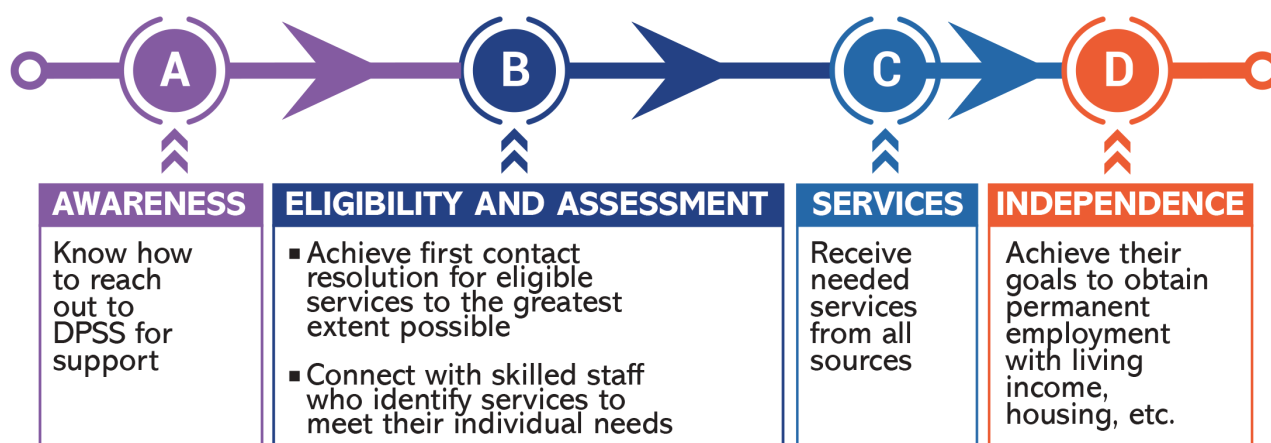 A
B
C
D
AWARENESS
Know how
to reach
out to
DPSS for
support
ELIGIBILITY AND ASSESSMENT
▪ Achieve first contact
resolution for eligible
services to the greatest
extent possible
▪ Connect with skilled staff
who identify services to
meet their individual needs
SERVICES
Receive
needed
services
from all
sources
INDEPENDENCE
Achieve their
goals to obtain
permanent
employment
with living
income,
housing, etc.